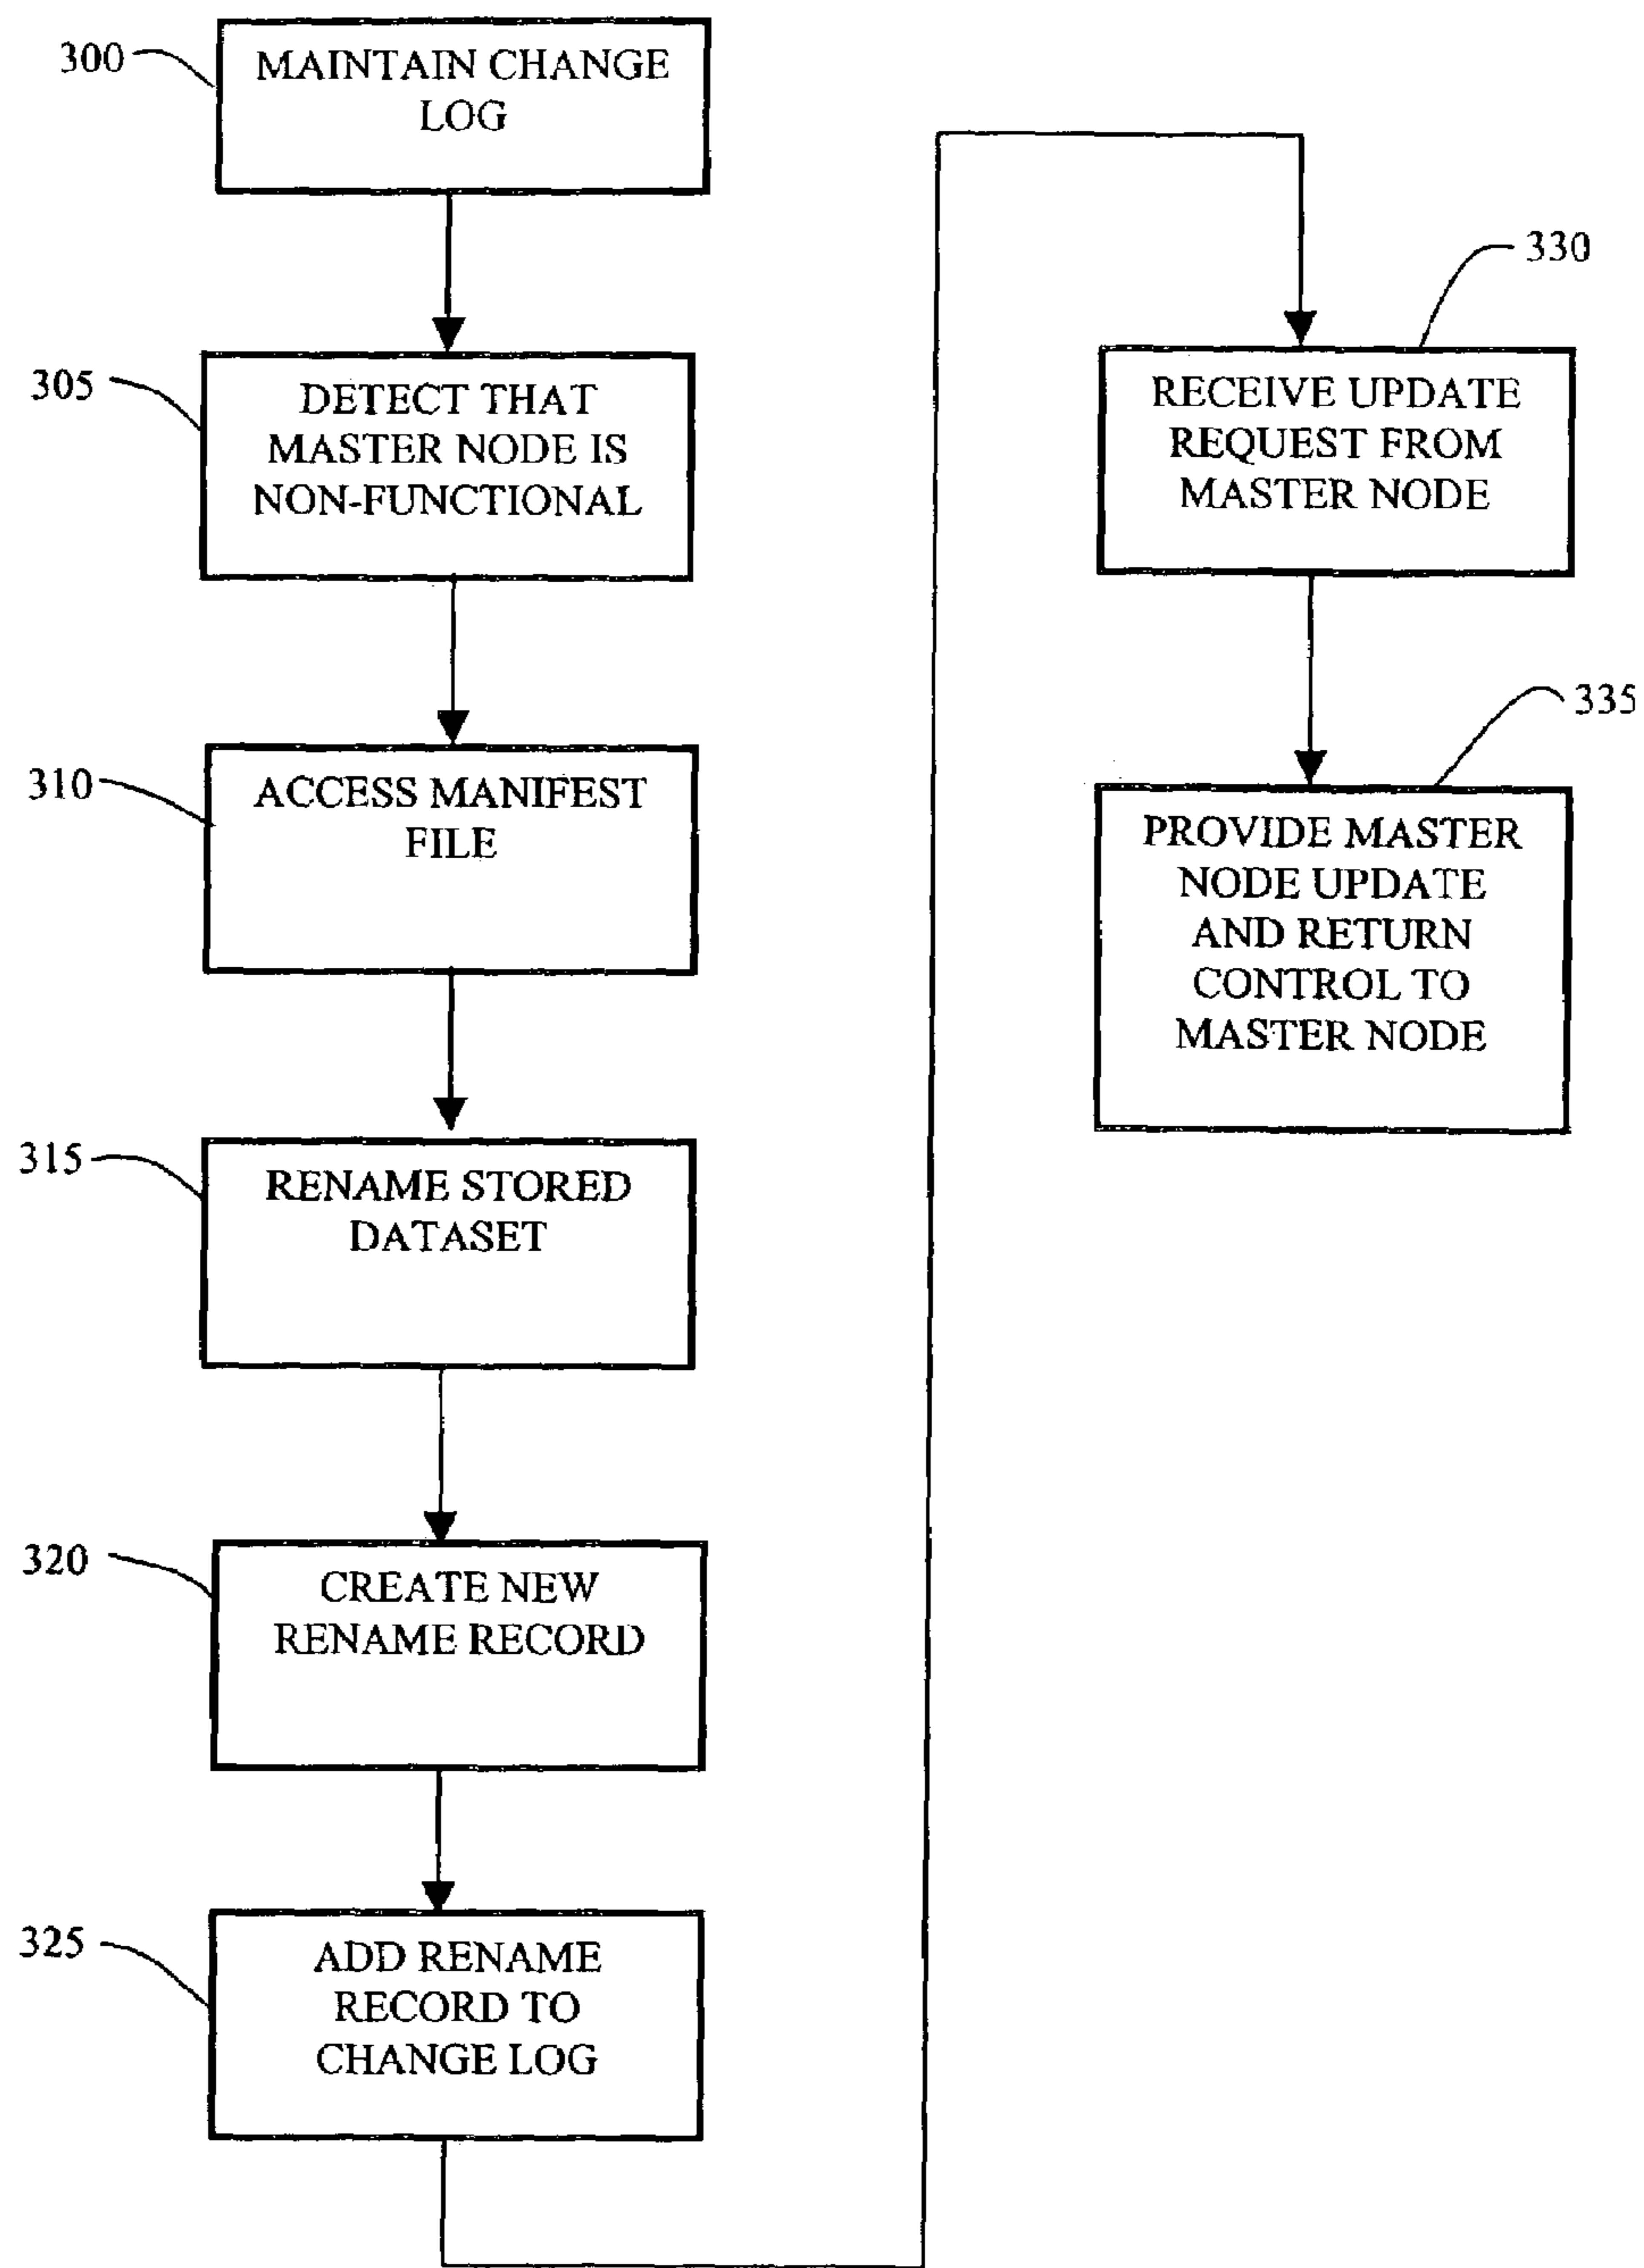 300
MAINTAIN CHANGE
LOG
305
DETECT THAT
MASTER NODE IS
NON-FUNCTIONAL
310
ACCESS MANIFEST
FILE
315
RENAME STORED
DATASET
320
CREATE NEW
RENAME RECORD
325
ADD RENAME
RECORD TO
CHANGE LOG
330
RECEIVE UPDATE
REQUEST FROM
MASTER NODE
335
PROVIDE MASTER
NODE UPDATE
AND RETURN
CONTROL TO
MASTER NODE